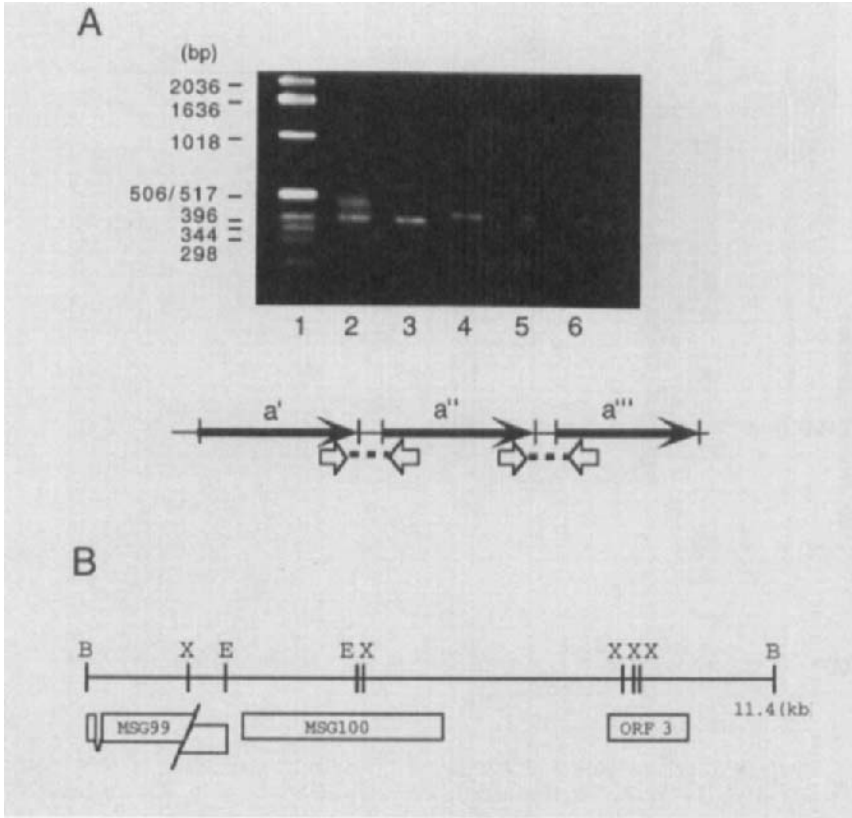 A
(bp)
2036
1636
1018
506/517
396
344
298
1 2 3 4 5 6
a' a'' a'''
B
B X E E X X X X B
11.4(kb
MSG99 MSG100 ORF 3